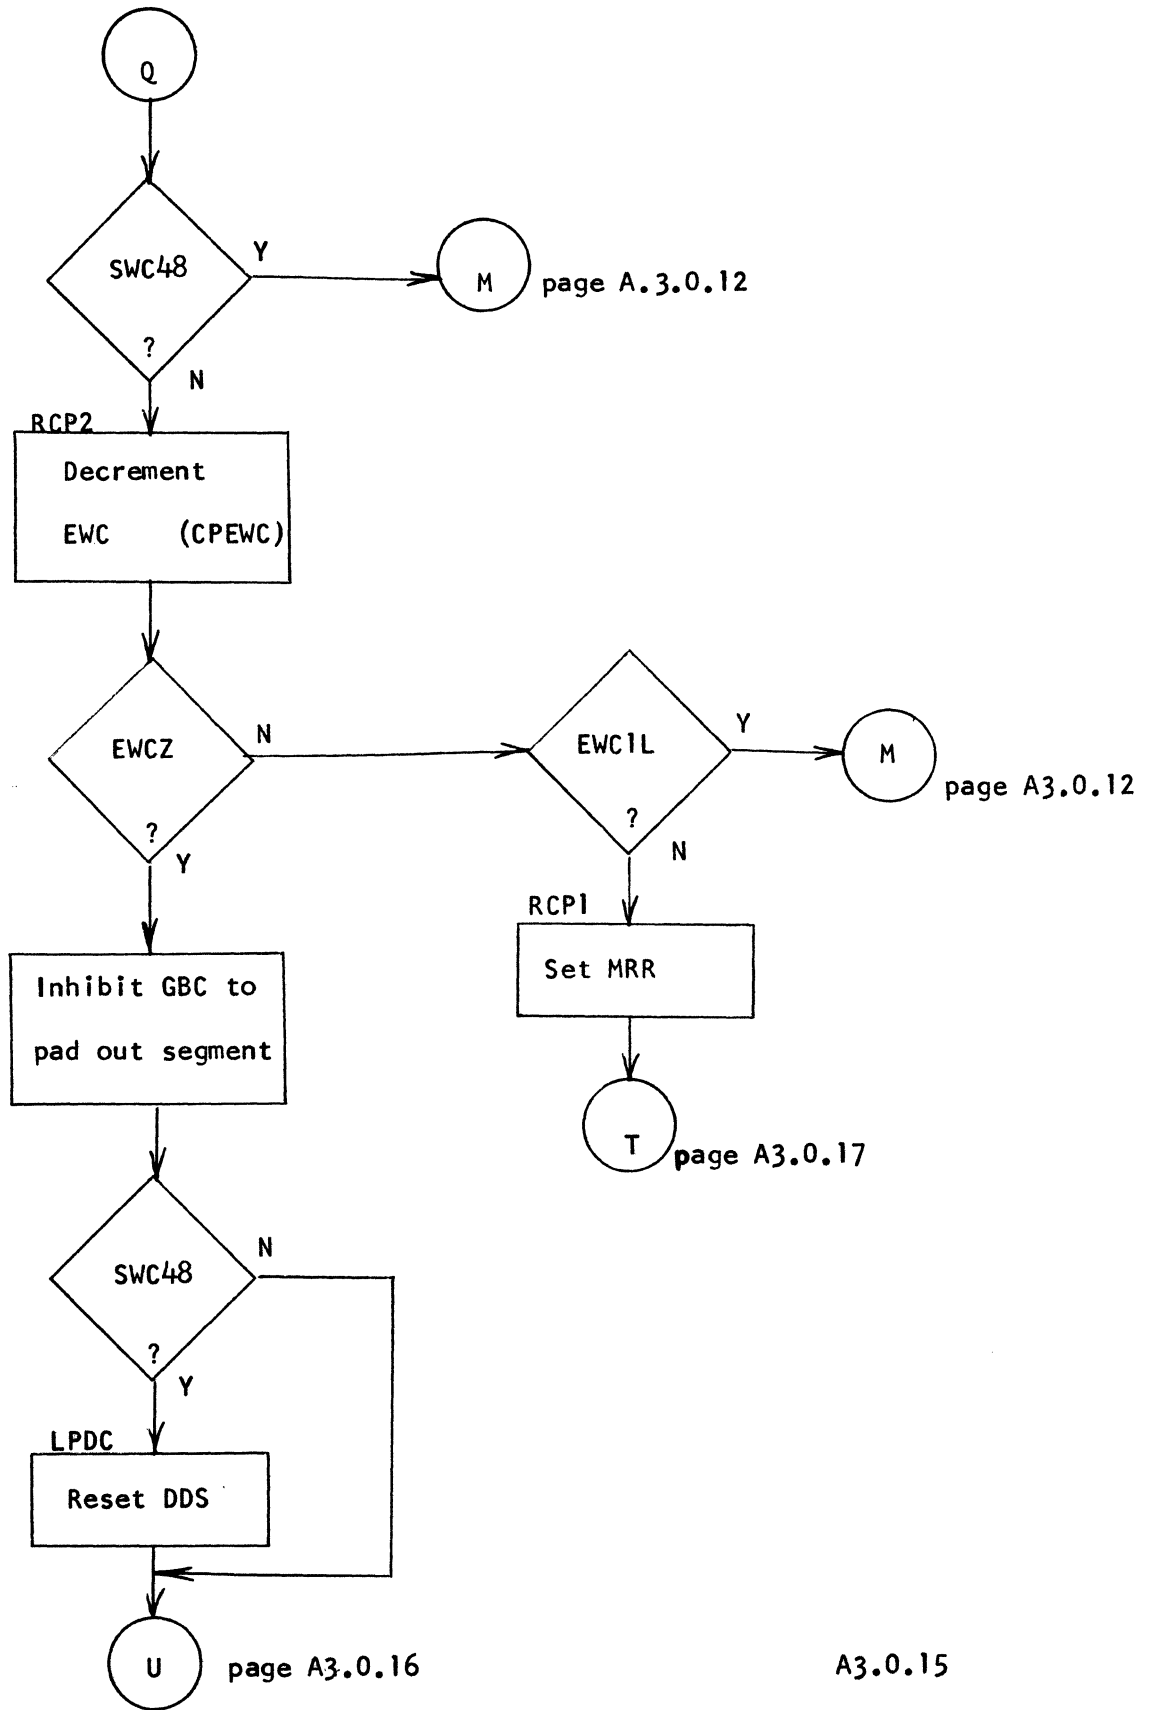 Q
SWC48
?
Y
M
page A.3.0.12
N
RCP2
Decrement
EWC (CPEWC)
EWCZ
?
N
EWC1L
?
Y
M
page A3.0.12
Y
N
RCP1
Set MRR
T
page A3.0.17
Inhibit GBC to
pad out segment
SWC48
?
N
Y
LPDC
Reset DDS
U
page A3.0.16
A3.0.15